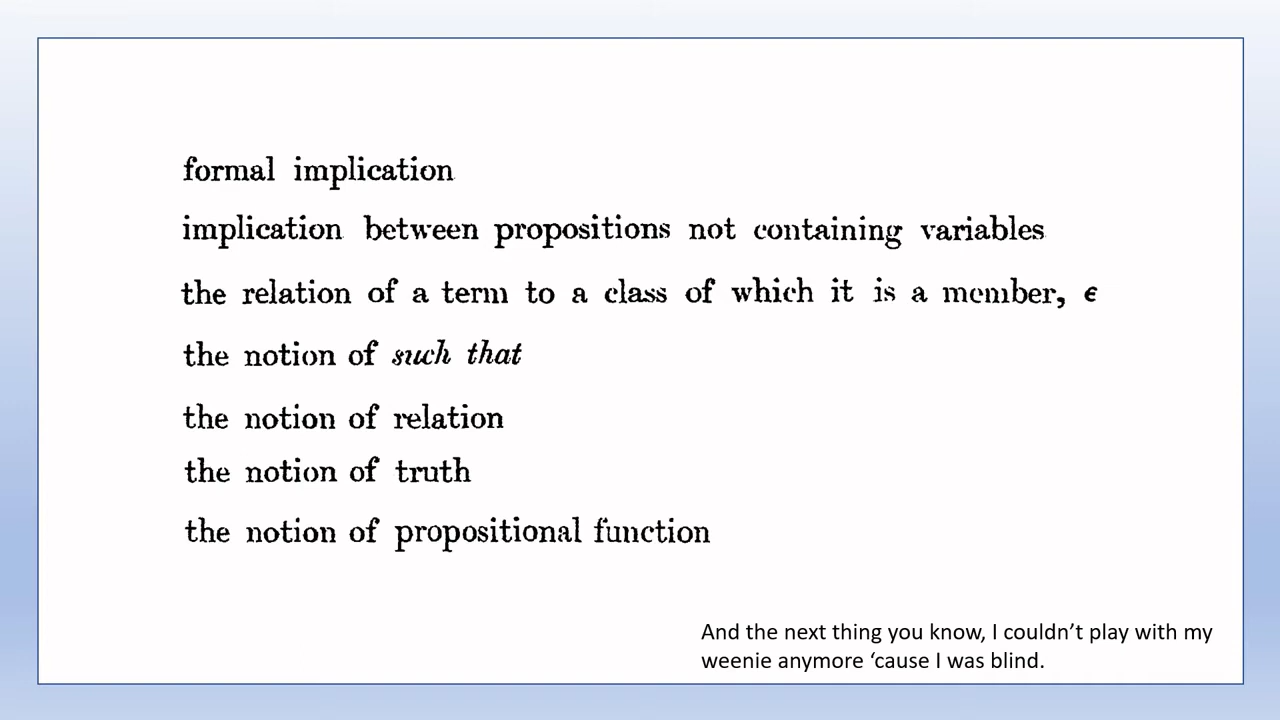 formal implication
implication between propositions not containing variables
the relation of a term to a class of which it is a member, ϵ
the notion of such that
the notion of relation
the notion of truth
the notion of propositional function
And the next thing you know, I couldn’t play with my
weenie anymore ‘cause I was blind.